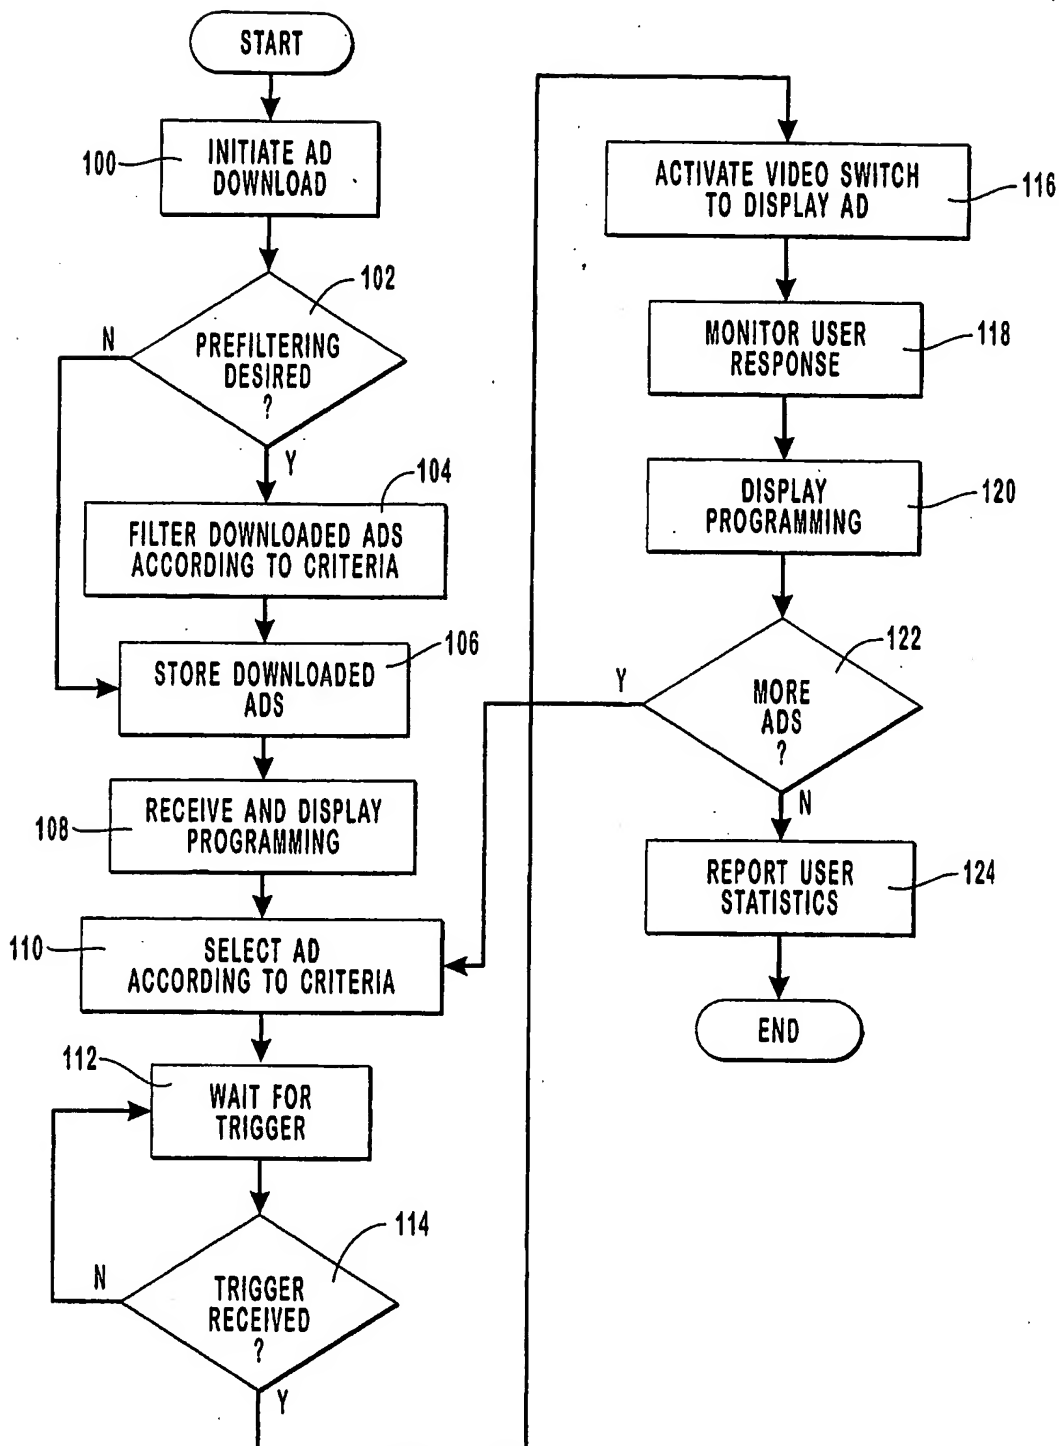 START
100
INITIATE AD
DOWNLOAD
102
N
PREFILTERING
DESIRED
?
Y
104
FILTER DOWNLOADED ADS
ACCORDING TO CRITERIA
106
STORE DOWNLOADED
ADS
108
RECEIVE AND DISPLAY
PROGRAMMING
110
SELECT AD
ACCORDING TO CRITERIA
112
WAIT FOR
TRIGGER
114
N
TRIGGER
RECEIVED
?
Y
ACTIVATE VIDEO SWITCH
TO DISPLAY AD
116
MONITOR USER
RESPONSE
118
DISPLAY
PROGRAMMING
120
122
Y
MORE
ADS
?
N
REPORT USER
STATISTICS
124
END